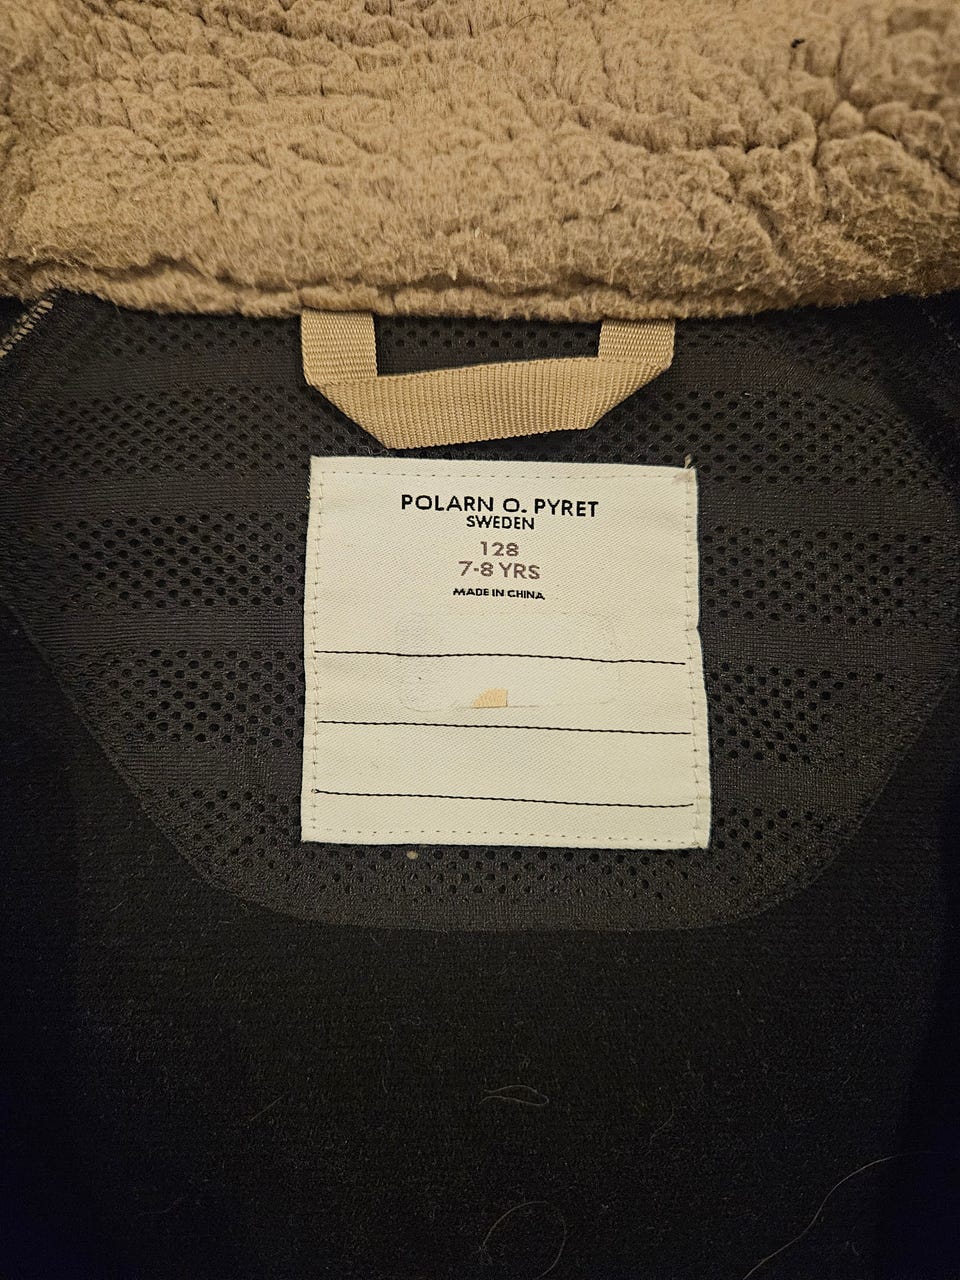 POLARN O. PYRET
SWEDEN
128
7-8 YRS
MADE IN CHINA